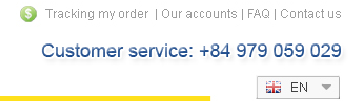 $ Tracking my order | Our accounts | FAQ | Contact us
Customer service: +84 979 059 029
EN